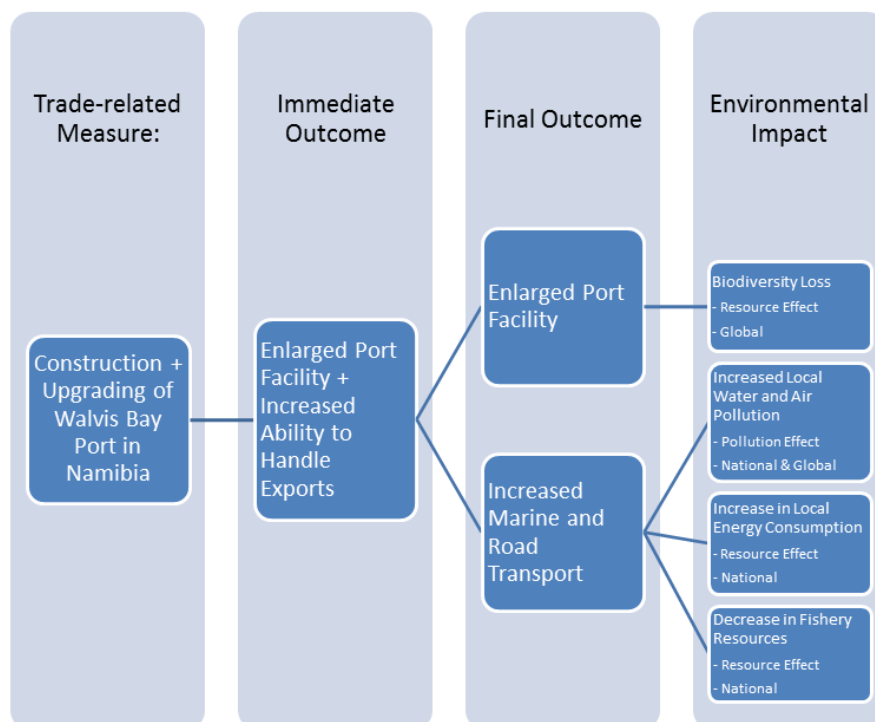 Trade-related
Measure:
Immediate
Outcome
Final Outcome
Environmental
Impact
Construction +
Upgrading of
Walvis Bay
Port in
Namibia
Enlarged Port
Facility +
Increased
Ability to
Handle
Exports
Enlarged Port
Facility
Increased
Marine and
Road
Transport
Biodiversity Loss
- Resource Effect
- Global
Increased Local
Water and Air
Pollution
- Pollution Effect
- National & Global
Increase in Local
Energy Consumption
- Resource Effect
- National
Decrease in Fishery
Resources
- Resource Effect
- National